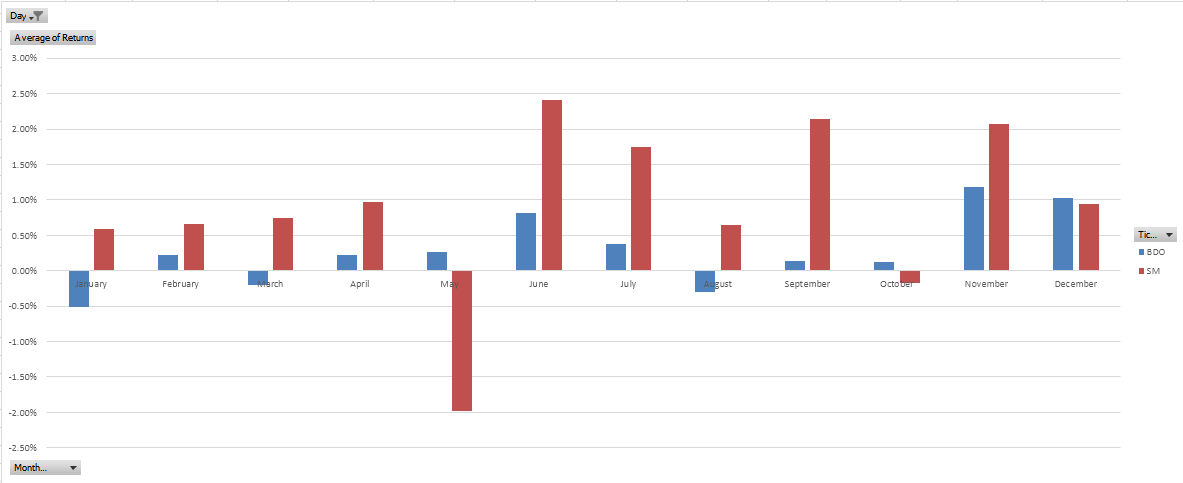 Day
Average of Returns
3.00%
2.50%
2.00%
1.50%
1.00%
0.50%
0.00%
-0.50%
-1.00%
-1.50%
-2.00%
-2.50%
January February March April May June July August September October November December
Tic...
BDO
SM
Month...